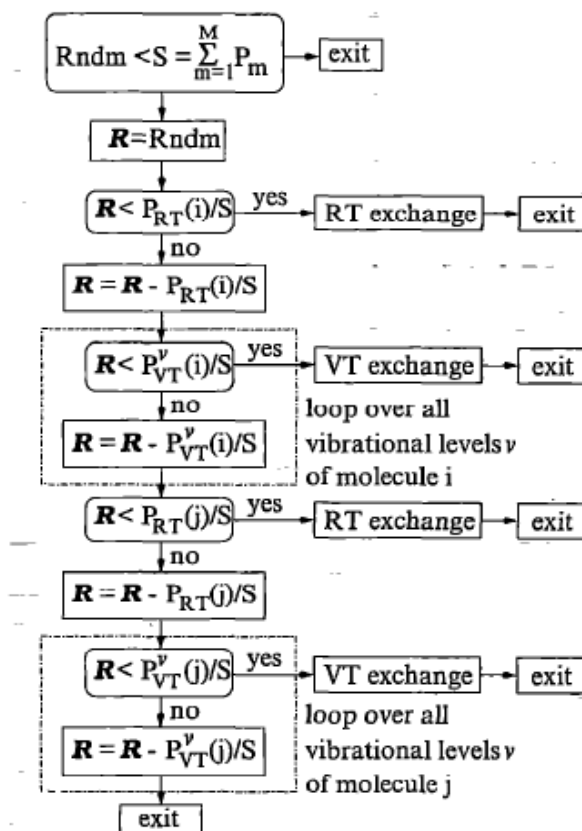 Rndm < S = ∑ P_m → exit
M
m=1
R=Rndm
R < P_RT(i)/S yes RT exchange exit
no
R = R - P_RT(i)/S
R < P^ν_VT(i)/S yes VT exchange exit
no
loop over all
R = R - P^ν_VT(i)/S
vibrational levels ν
of molecule i
R < P_RT(j)/S yes RT exchange exit
no
R = R - P_RT(j)/S
R < P^ν_VT(j)/S yes VT exchange exit
no
loop over all
R = R - P^ν_VT(j)/S
vibrational levels ν
of molecule j
exit